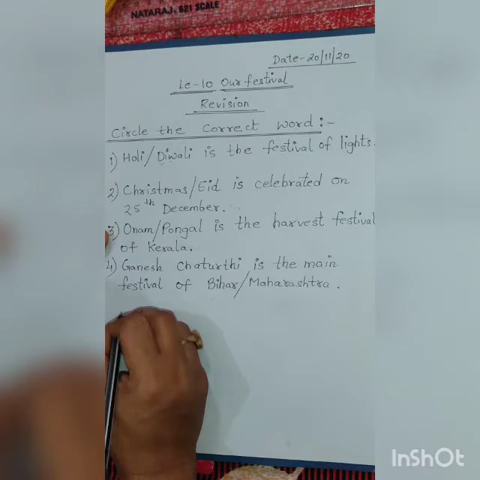 NATARAJ. 621 SCALE
Date-20/11/20
Le-10 Our festival
Revision
Circle the Correct Word:-
1) Holi/Diwali is the festival of lights.
2) Christmas/Eid is celebrated on
25th December.
3) Onam/Pongal is the harvest festival
of Kerala.
4) Ganesh Chaturthi is the main
festival of Bihar/Maharashtra.
InShOt